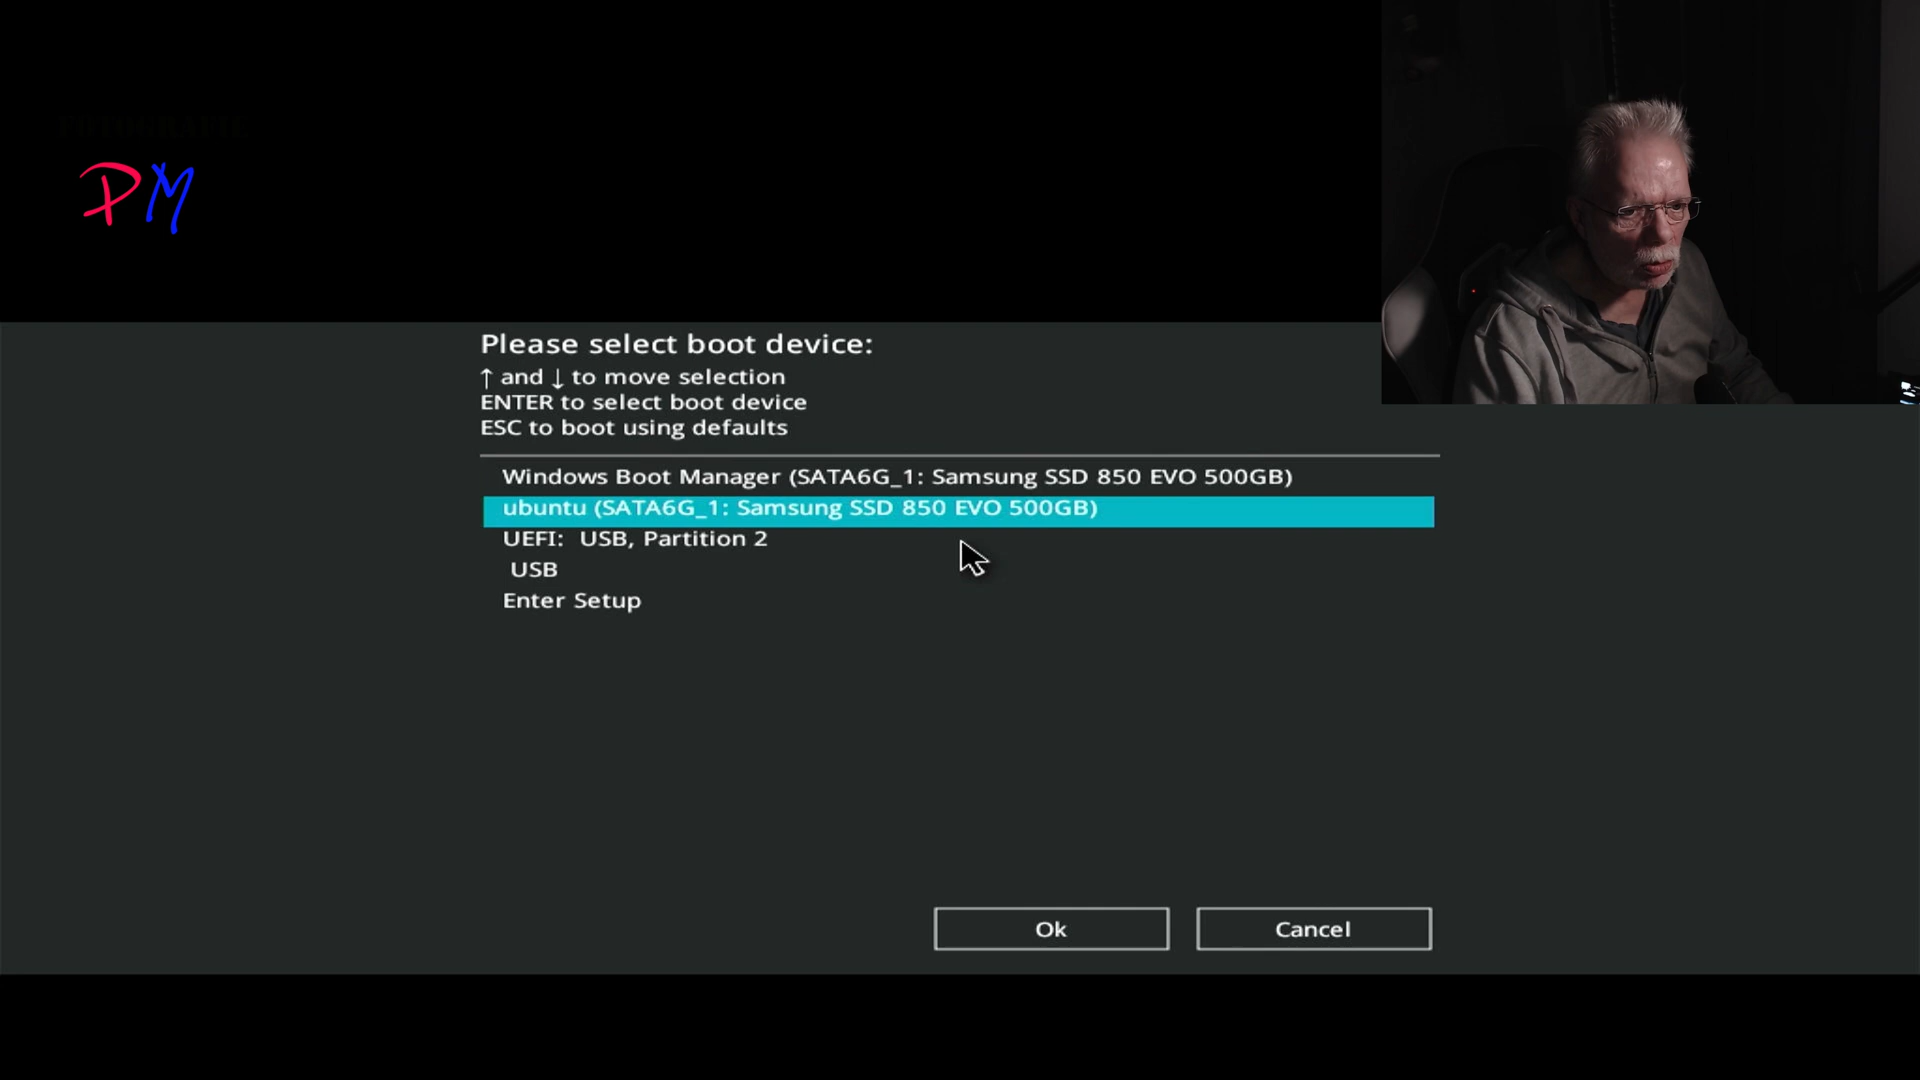 PM
Please select boot device:
↑ and ↓ to move selection
ENTER to select boot device
ESC to boot using defaults
Windows Boot Manager (SATA6G_1: Samsung SSD 850 EVO 500GB)
ubuntu (SATA6G_1: Samsung SSD 850 EVO 500GB)
UEFI:  USB, Partition 2
USB
Enter Setup
Ok
Cancel